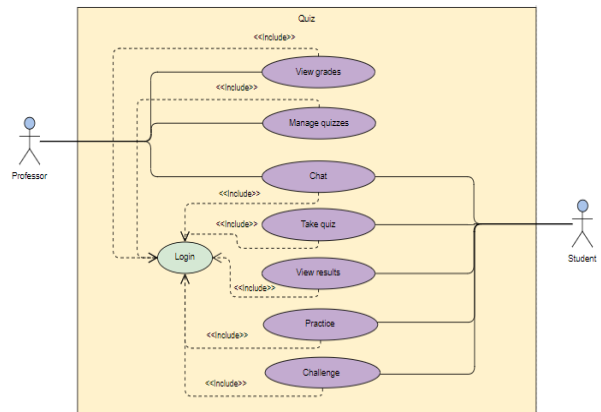 Quiz
<<Include>>
View grades
<<Include>>
Manage quizzes
Professor
Chat
<<Include>>
Take quiz
<<Include>>
Login
Student
View results
<<Include>>
Practice
<<Include>>
Challenge
<<Include>>